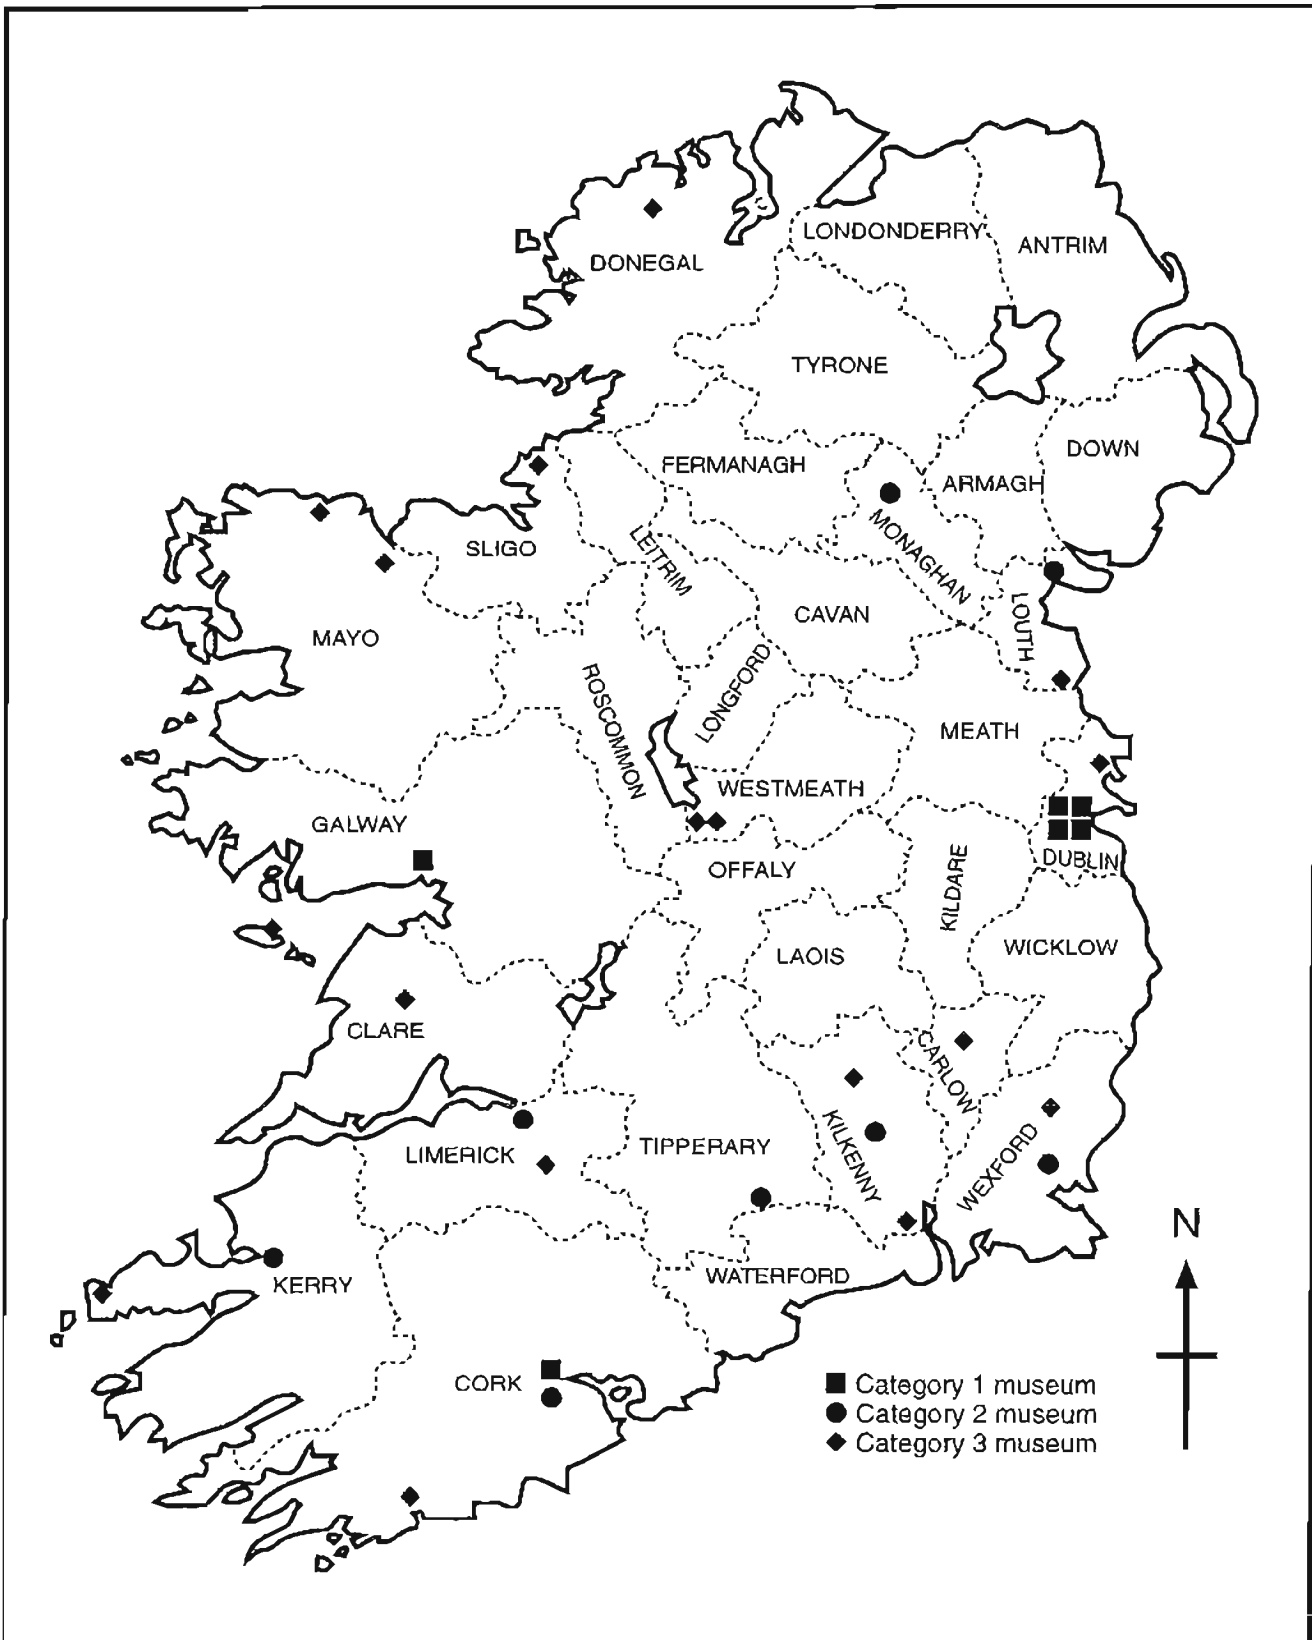 LONDONDERRY
ANTRIM
DONEGAL
TYRONE
DOWN
FERMANAGH
ARMAGH
SLIGO
LEITRIM
MONAGHAN
CAVAN
LOUTH
MAYO
ROSCOMMON
LONGFORD
MEATH
WESTMEATH
GALWAY
OFFALY
DUBLIN
KILDARE
LAOIS
WICKLOW
CLARE
CARLOW
LIMERICK
TIPPERARY
KILKENNY
WEXFORD
N
KERRY
WATERFORD
CORK
Category 1 museum
Category 2 museum
Category 3 museum